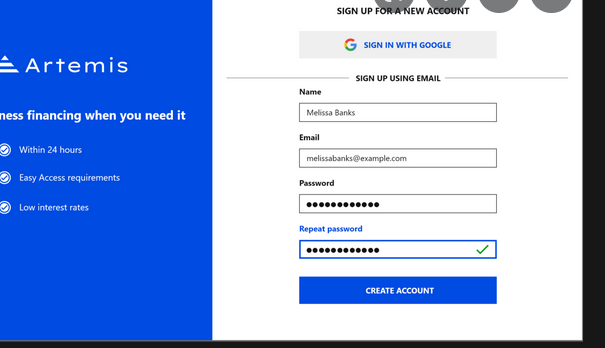 Artemis
ness financing when you need it
Within 24 hours
Easy Access requirements
Low interest rates
SIGN UP FOR A NEW ACCOUNT
SIGN IN WITH GOOGLE
SIGN UP USING EMAIL
Name
Melissa Banks
Email
melissabanks@example.com
Password
●●●●●●●●●●●●
Repeat password
●●●●●●●●●●●●
CREATE ACCOUNT